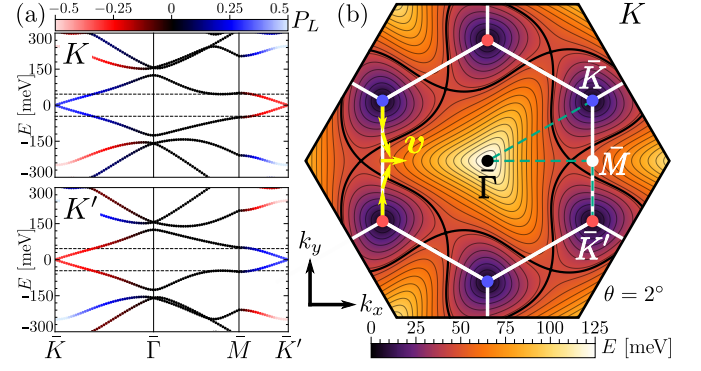 (a)
−0.5 −0.25 0 0.25 0.5 P_L
300
150
0
-150
-300
E [meV]
K
300
150
0
-150
-300
E [meV]
K′
K̄ Γ̄ M̄ K̄′
(b)
K
K̄
v
M̄
Γ̄
K̄′
k_y
k_x
θ = 2°
0 25 50 75 100 125 E [meV]